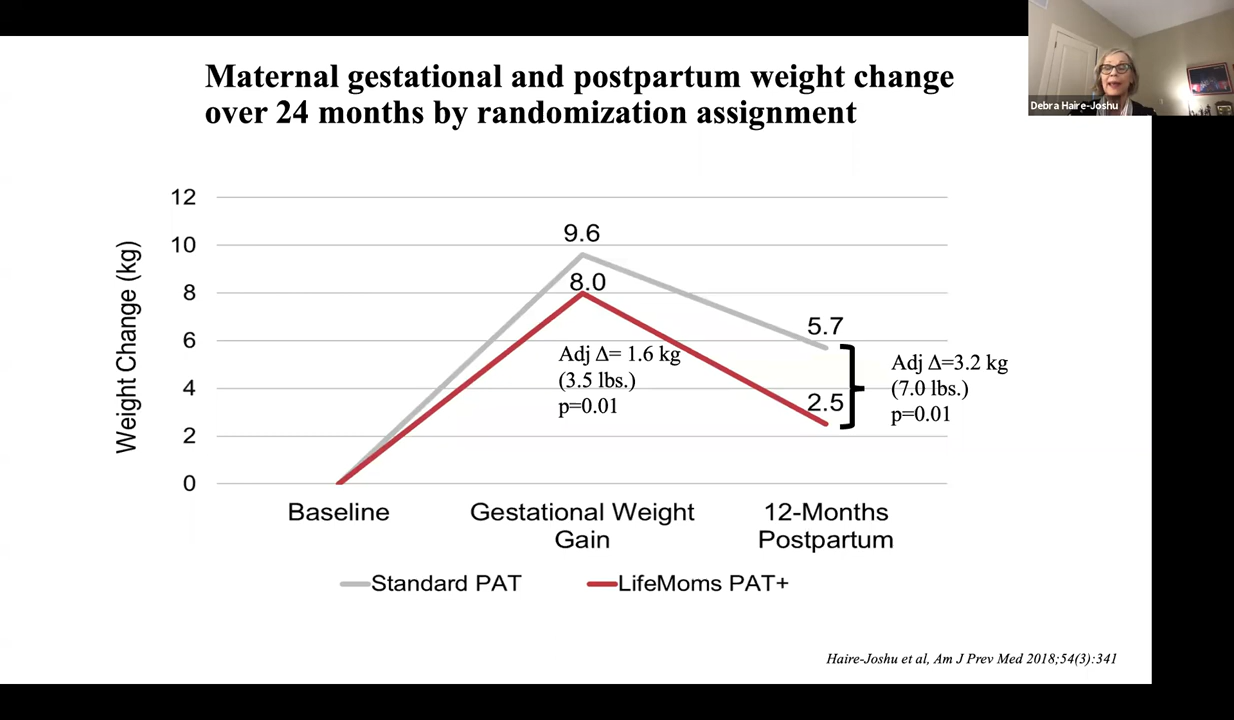 Maternal gestational and postpartum weight change
over 24 months by randomization assignment
Debra Haire-Joshu
Weight Change (kg)
12
10
8
6
4
2
0
9.6
8.0
5.7
2.5
Adj Δ= 1.6 kg
(3.5 lbs.)
p=0.01
Adj Δ=3.2 kg
(7.0 lbs.)
p=0.01
Baseline
Gestational Weight
Gain
12-Months
Postpartum
Standard PAT
LifeMoms PAT+
Haire-Joshu et al, Am J Prev Med 2018;54(3):341